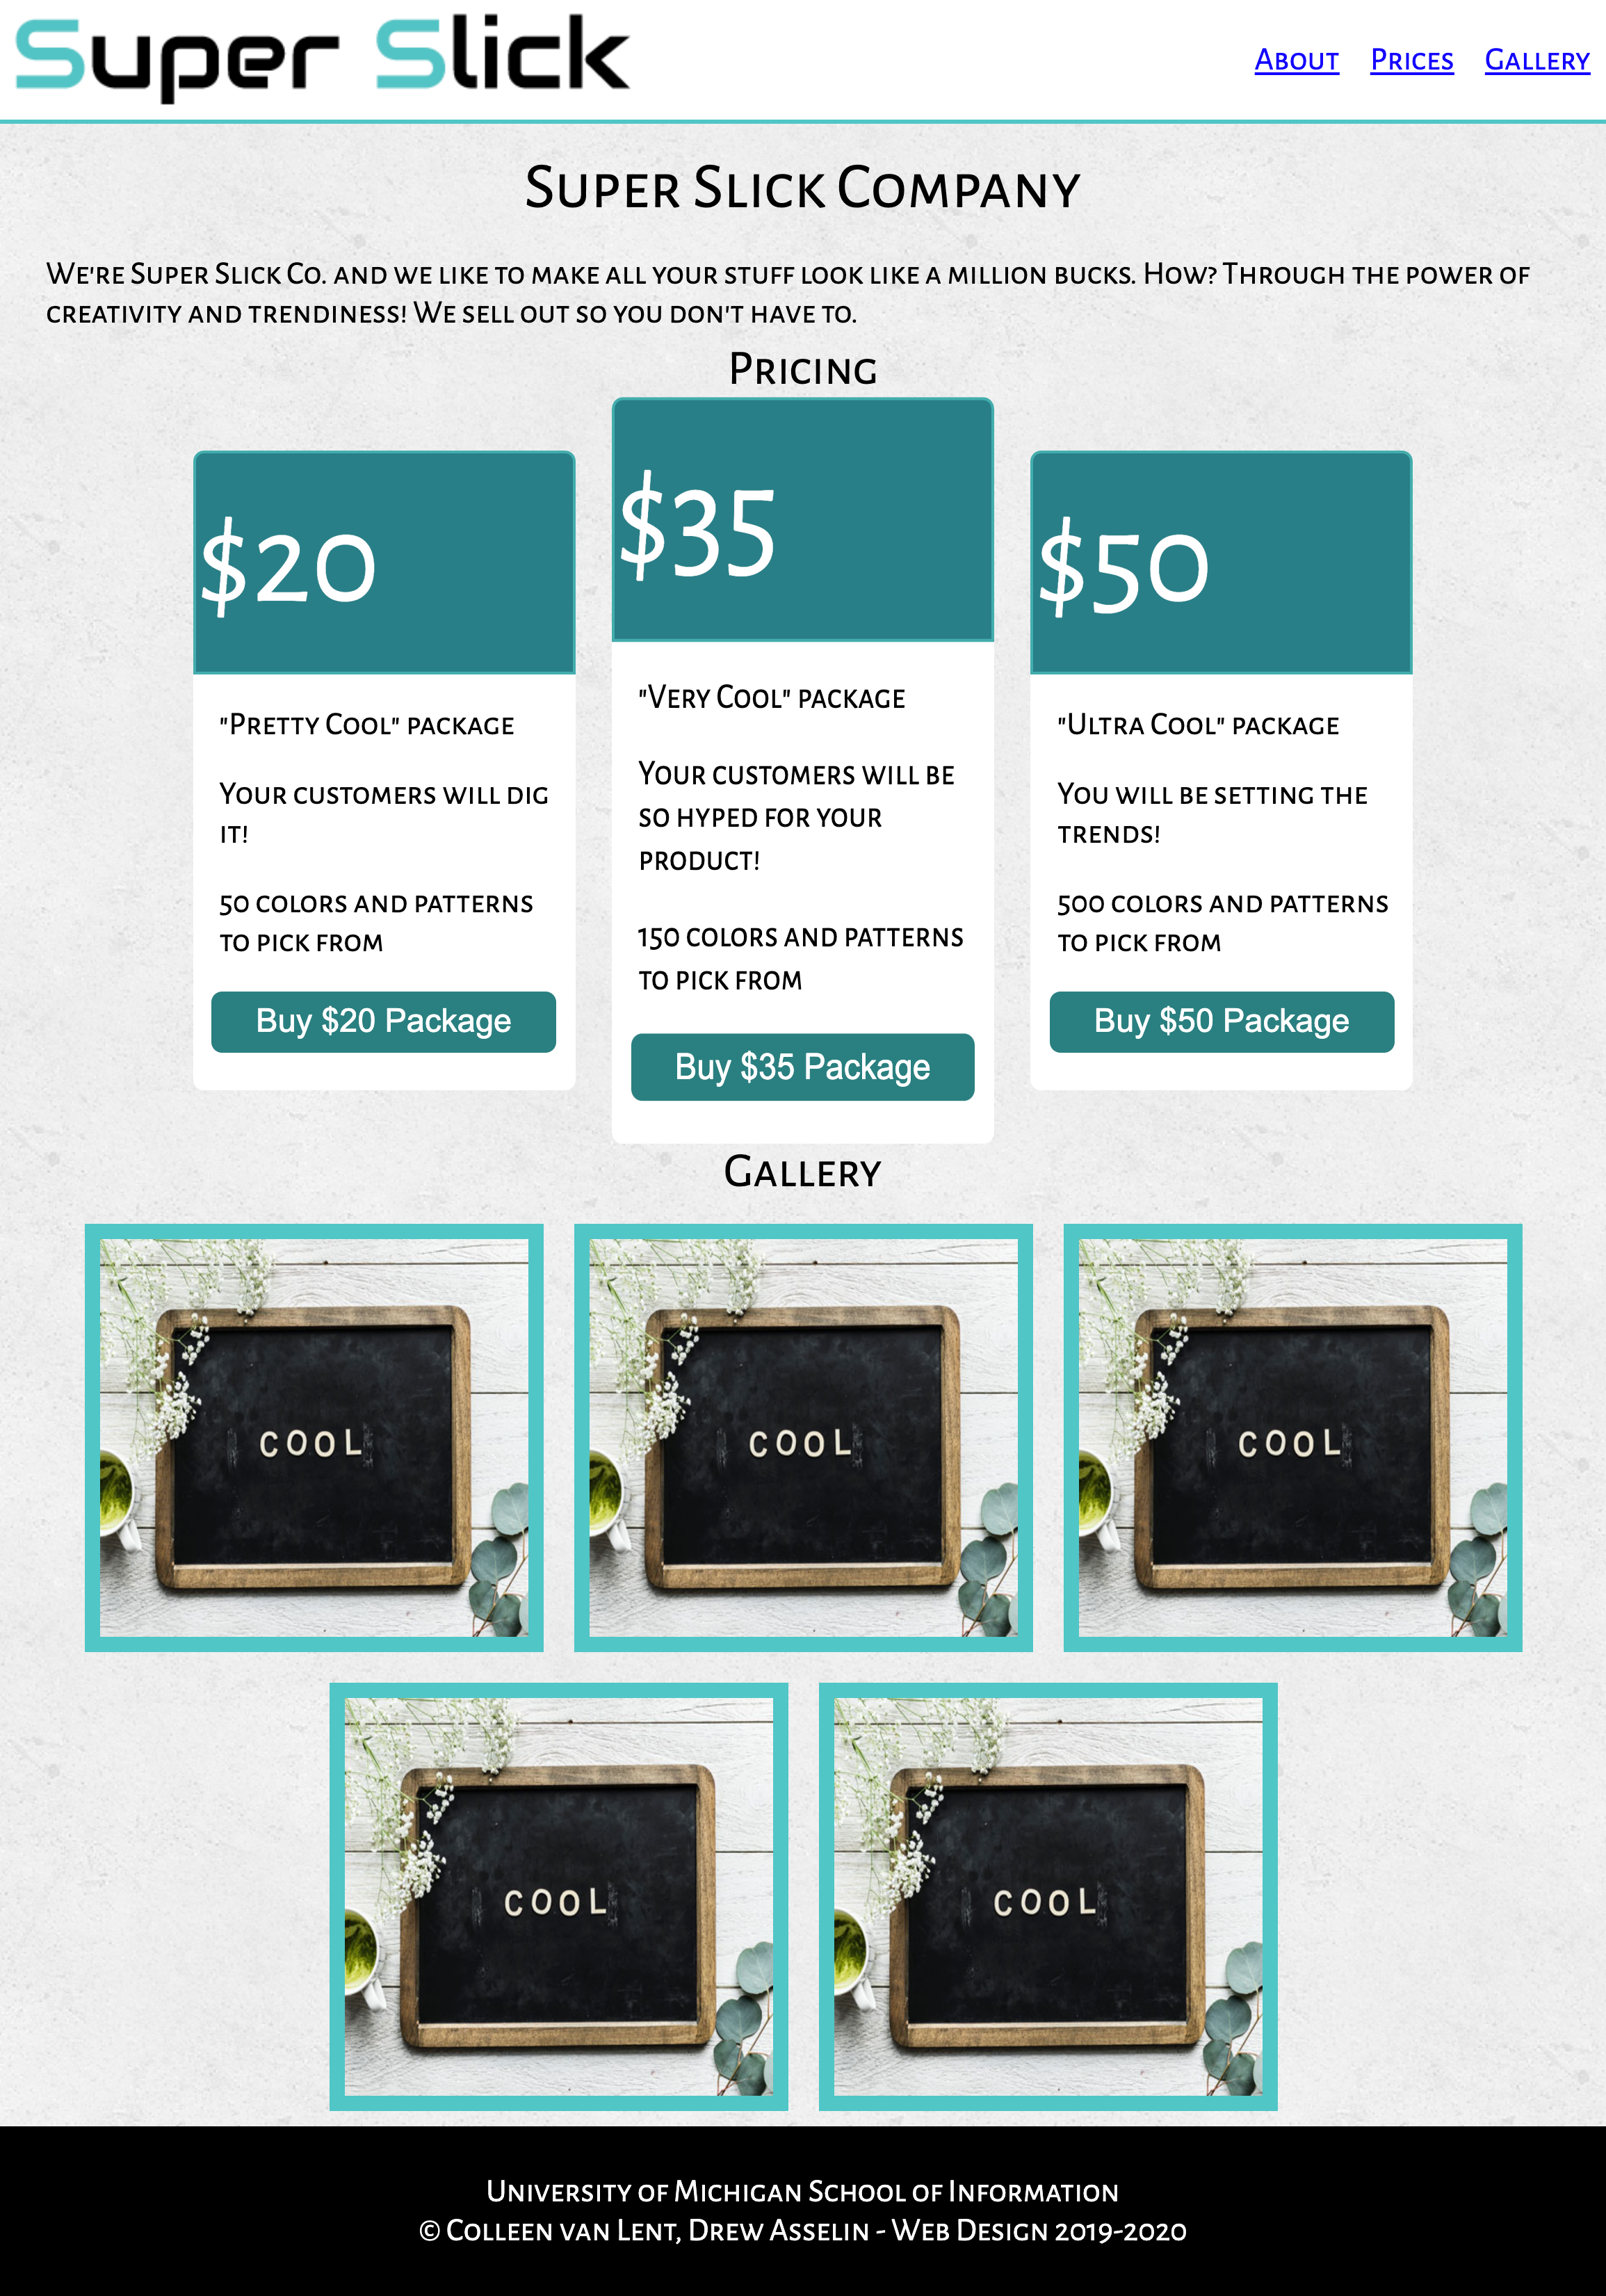 Super Slick
About Prices Gallery
Super Slick Company
We're Super Slick Co. and we like to make all your stuff look like a million bucks. How? Through the power of
creativity and trendiness! We sell out so you don't have to.
Pricing
$20
"Pretty Cool" package
Your customers will dig
it!
50 colors and patterns
to pick from
Buy $20 Package
$35
"Very Cool" package
Your customers will be
so hyped for your
product!
150 colors and patterns
to pick from
Buy $35 Package
$50
"Ultra Cool" package
You will be setting the
trends!
500 colors and patterns
to pick from
Buy $50 Package
Gallery
COOL
COOL
COOL
COOL
COOL
University of Michigan School of Information
© Colleen van Lent, Drew Asselin - Web Design 2019-2020